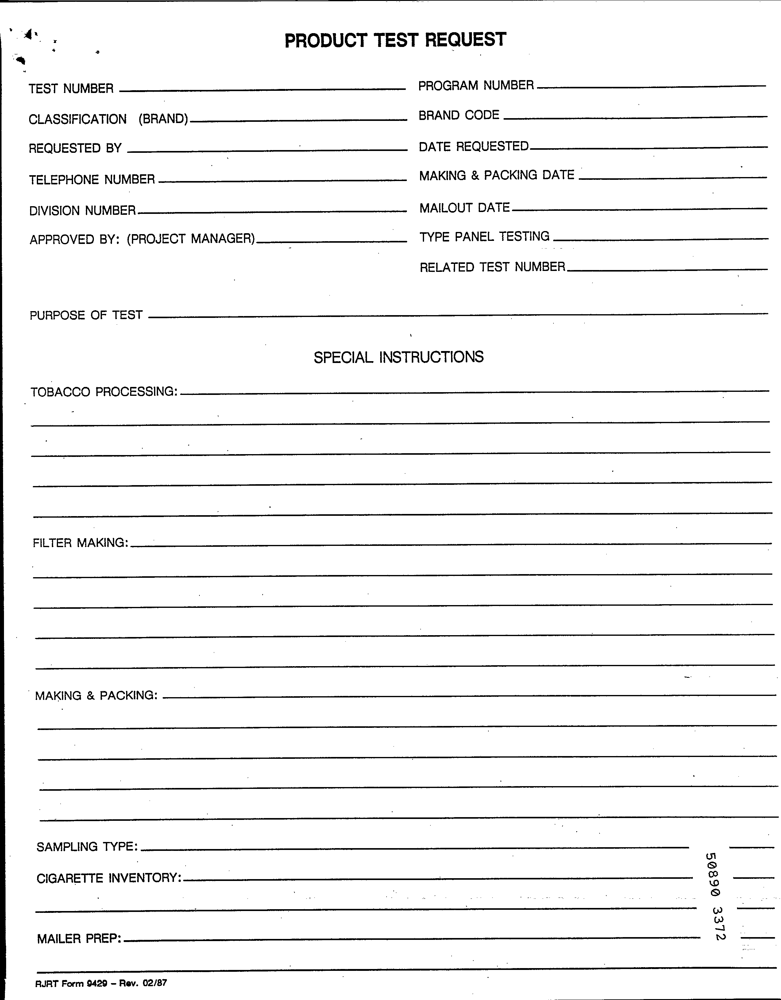 PRODUCT TEST REQUEST
TEST NUMBER
PROGRAM NUMBER
CLASSIFICATION (BRAND)
BRAND CODE
REQUESTED BY
DATE REQUESTED
TELEPHONE NUMBER
MAKING & PACKING DATE
DIVISION NUMBER
MAILOUT DATE
APPROVED BY: (PROJECT MANAGER)
TYPE PANEL TESTING
RELATED TEST NUMBER
PURPOSE OF TEST
SPECIAL INSTRUCTIONS
TOBACCO PROCESSING:
FILTER MAKING:
MAKING & PACKING:
SAMPLING TYPE:
CIGARETTE INVENTORY:
MAILER PREP:
50890 3372
RJRT Form 9429 – Rev. 02/87